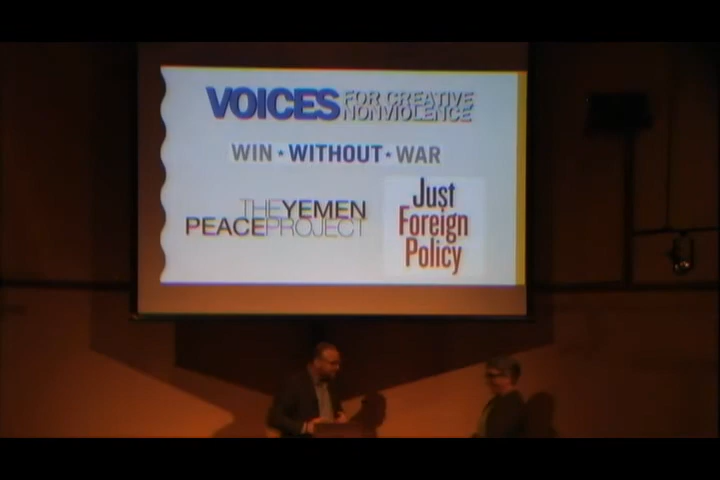 VOICES FOR CREATIVE
NONVIOLENCE
WIN ★ WITHOUT ★ WAR
THE YEMEN
PEACE PROJECT
Just
Foreign
Policy